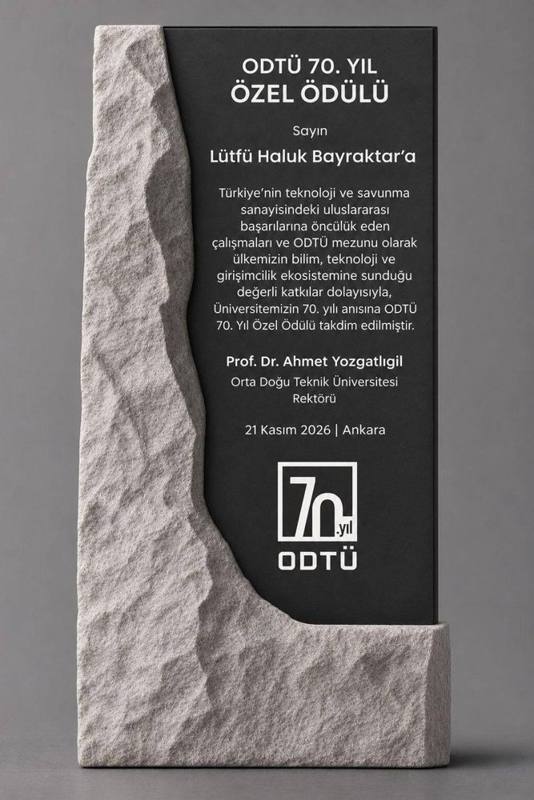 ODTÜ 70. YIL
ÖZEL ÖDÜLÜ
Sayın
Lütfü Haluk Bayraktar'a
Türkiye'nin teknoloji ve savunma
sanayisindeki uluslararası
başarılarına öncülük eden
çalışmaları ve ODTÜ mezunu olarak
ülkemizin bilim, teknoloji ve
girişimcilik ekosistemine sunduğu
değerli katkılar dolayısıyla,
Üniversitemizin 70. yılı anısına ODTÜ
70. Yıl Özel Ödülü takdim edilmiştir.
Prof. Dr. Ahmet Yozgatlıgil
Orta Doğu Teknik Üniversitesi
Rektörü
21 Kasım 2026 | Ankara
70.yıl
ODTÜ